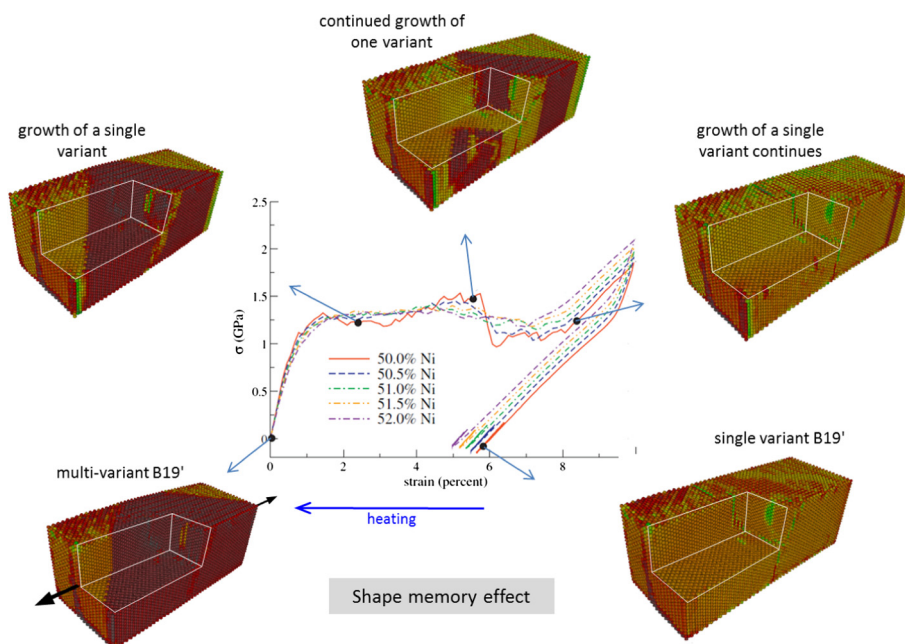 continued growth of
one variant
growth of a single
variant
growth of a single
variant continues
2.5
2
1.5
1
0.5
0
σ (GPa)
50.0% Ni
50.5% Ni
51.0% Ni
51.5% Ni
52.0% Ni
0
2
4
6
8
strain (percent)
multi-variant B19'
single variant B19'
heating
Shape memory effect